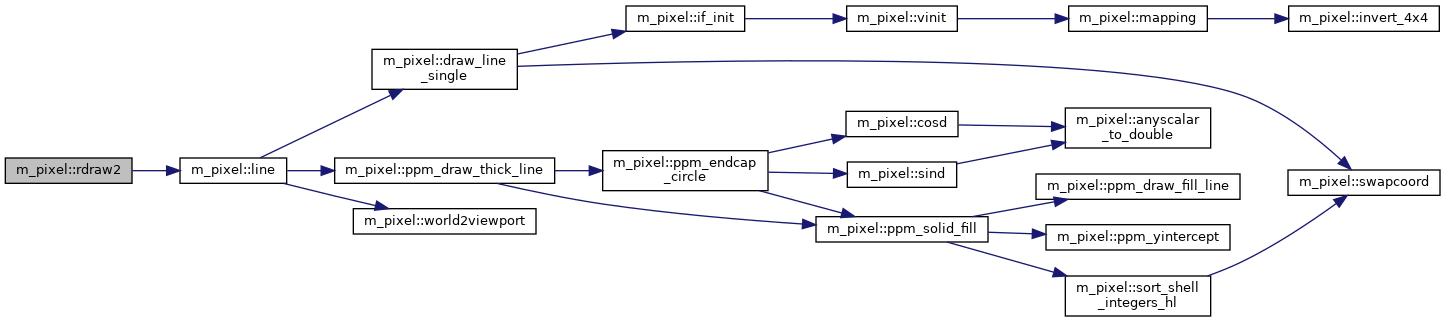 m_pixel::rdraw2
m_pixel::line
m_pixel::draw_line
_single
m_pixel::ppm_draw_thick_line
m_pixel::world2viewport
m_pixel::if_init
m_pixel::vinit
m_pixel::mapping
m_pixel::invert_4x4
m_pixel::ppm_endcap
_circle
m_pixel::cosd
m_pixel::sind
m_pixel::ppm_solid_fill
m_pixel::anyscalar
_to_double
m_pixel::ppm_draw_fill_line
m_pixel::ppm_yintercept
m_pixel::sort_shell
_integers_hl
m_pixel::swapcoord